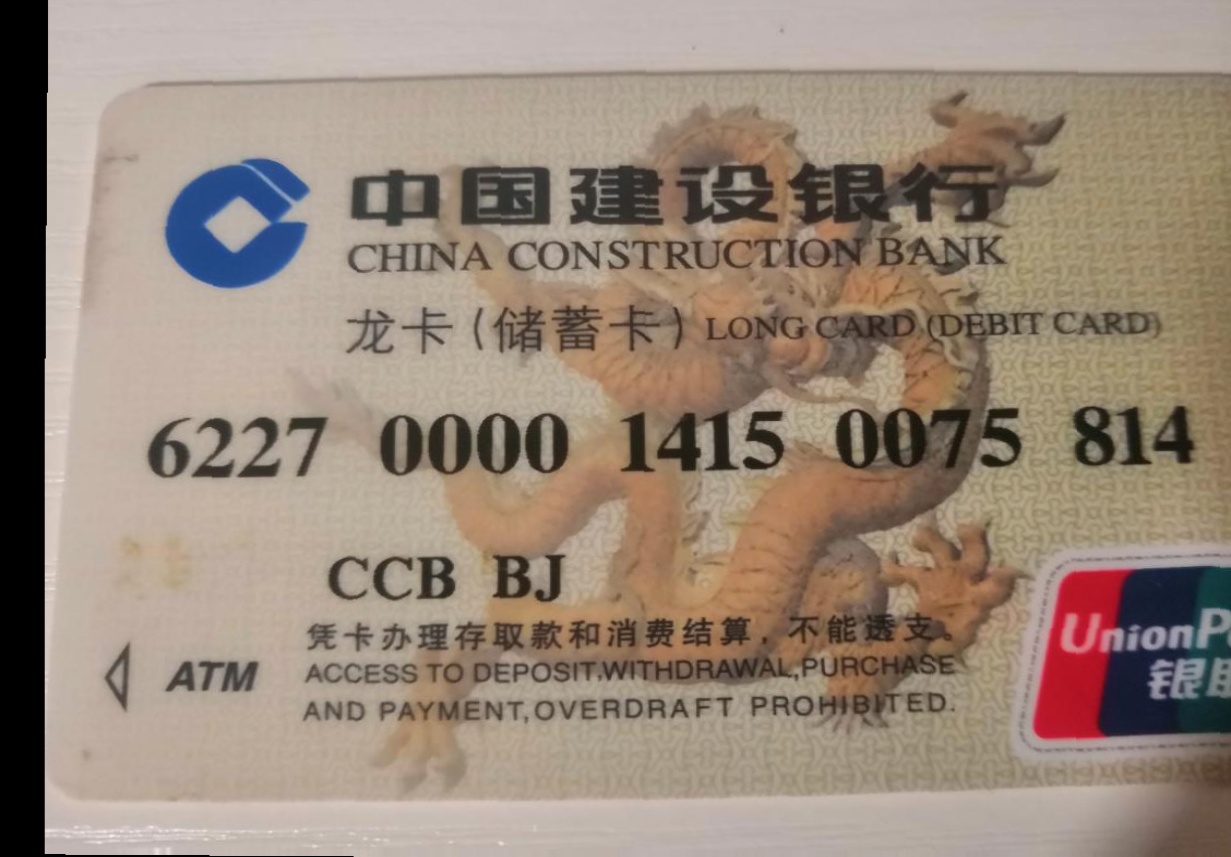 中国建设银行
CHINA CONSTRUCTION BANK
龙卡(储蓄卡) LONG CARD (DEBIT CARD)
6227 0000 1415 0075 814
CCB BJ
凭卡办理存取款和消费结算，不能透支。
ATM ACCESS TO DEPOSIT,WITHDRAWAL,PURCHASE
AND PAYMENT,OVERDRAFT PROHIBITED.
UnionP
银联